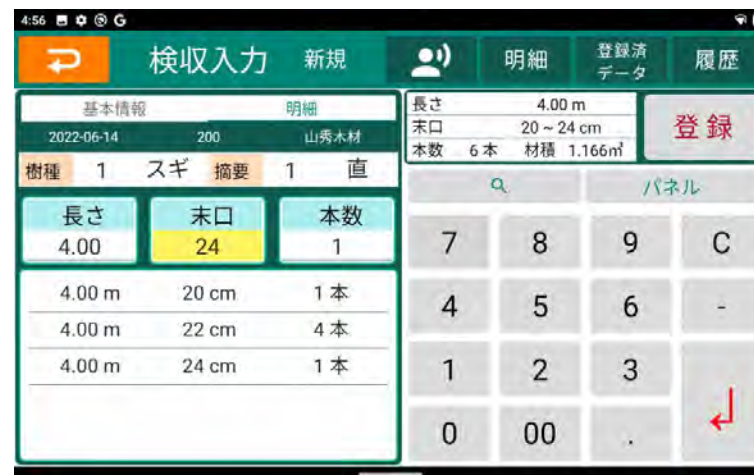 4:56 G
検収入力 新規 明細 登録済データ 履歴
基本情報 明細
2022-06-14 200 山秀木材
樹種 1 スギ 摘要 1 直
長さ 末口 本数
4.00 24 1
4.00 m 20 cm 1 本
4.00 m 22 cm 4 本
4.00 m 24 cm 1 本
長さ 4.00 m
末口 20 ~ 24 cm
本数 6 本 材積 1.166㎥
登録
パネル
7 8 9 C
4 5 6 -
1 2 3
0 00 .